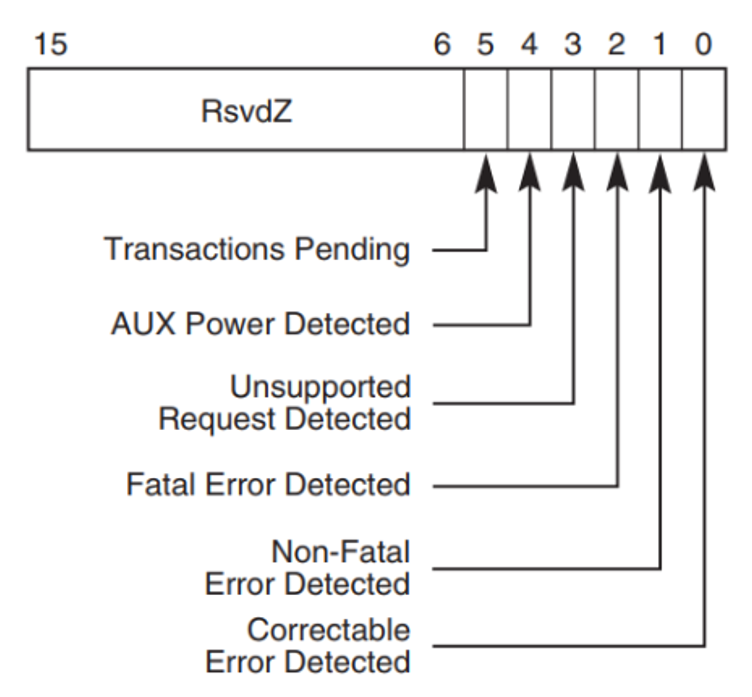 15 6 5 4 3 2 1 0
RsvdZ
Transactions Pending
AUX Power Detected
Unsupported
Request Detected
Fatal Error Detected
Non-Fatal
Error Detected
Correctable
Error Detected